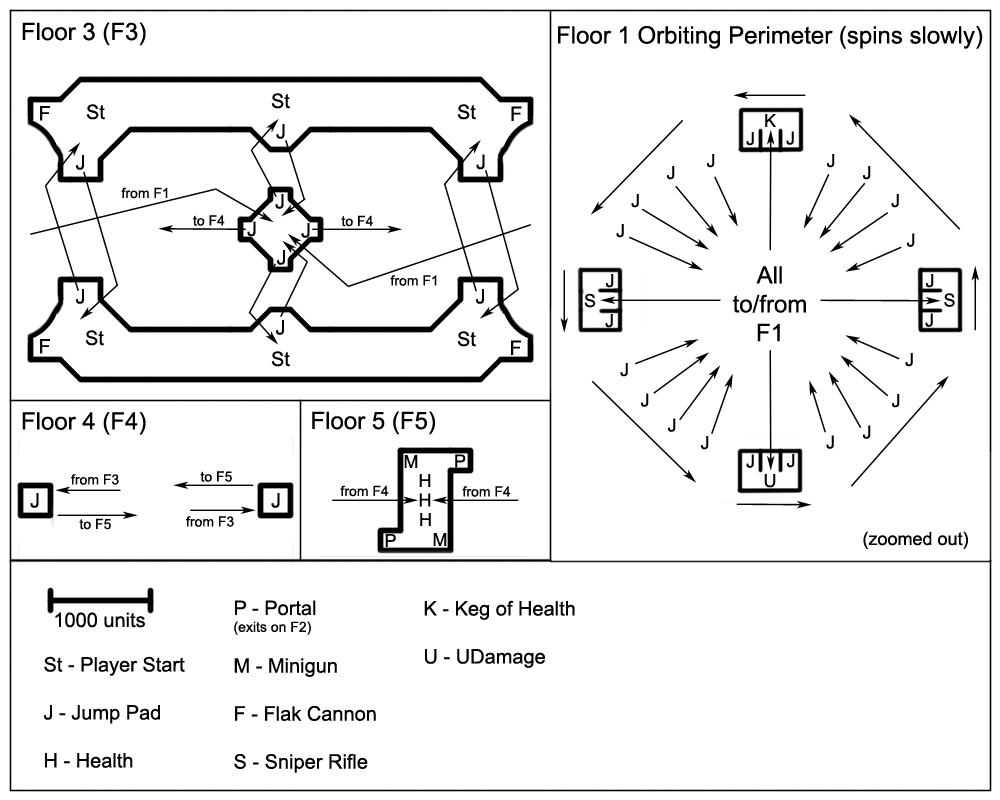 Floor 3 (F3)
F St St St F
J J J
from F1
J
to F4 J J to F4
J
from F1
J J J
F St St St F
Floor 4 (F4)
J
from F3
to F5
to F5
from F3
J
Floor 5 (F5)
M P
H
from F4 H from F4
H
P M
Floor 1 Orbiting Perimeter (spins slowly)
K
J J
J J J J
J J
J J
J J
S All S
to/from
J F1 J
J J
J J
J J
J J J J
J J
U
(zoomed out)
1000 units
St - Player Start
J - Jump Pad
H - Health
P - Portal
(exits on F2)
M - Minigun
F - Flak Cannon
S - Sniper Rifle
K - Keg of Health
U - UDamage